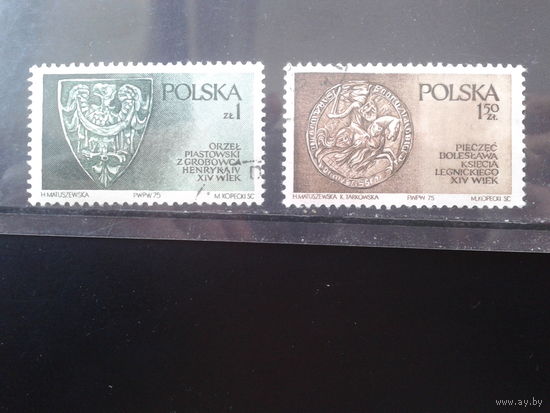 POLSKA
ZŁ 1
ORZEŁ
PIASTOWSKI
Z GROBOWCA
HENRYKA IV
XIV WIEK
H. MATUSZEWSKA PWPW 75 M. KOPECKI SC
POLSKA
1 50
ZŁ.
PIECZĘĆ
BOLESŁAWA
KSIĘCIA
LEGNICKIEGO
XIV WIEK
H. MATUSZEWSKA K. TARKOWSKA PWPW 75 M. KOPECKI SC
www.ay.by